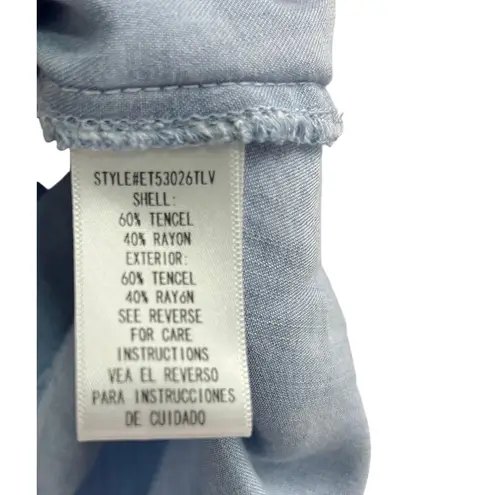 STYLE#ET53026TLV
SHELL:
60% TENCEL
40% RAYON
EXTERIOR:
60% TENCEL
40% RAYóN
SEE REVERSE
FOR CARE
INSTRUCTIONS
VEA EL REVERSO
PARA INSTRUCCIONES
DE CUIDADO